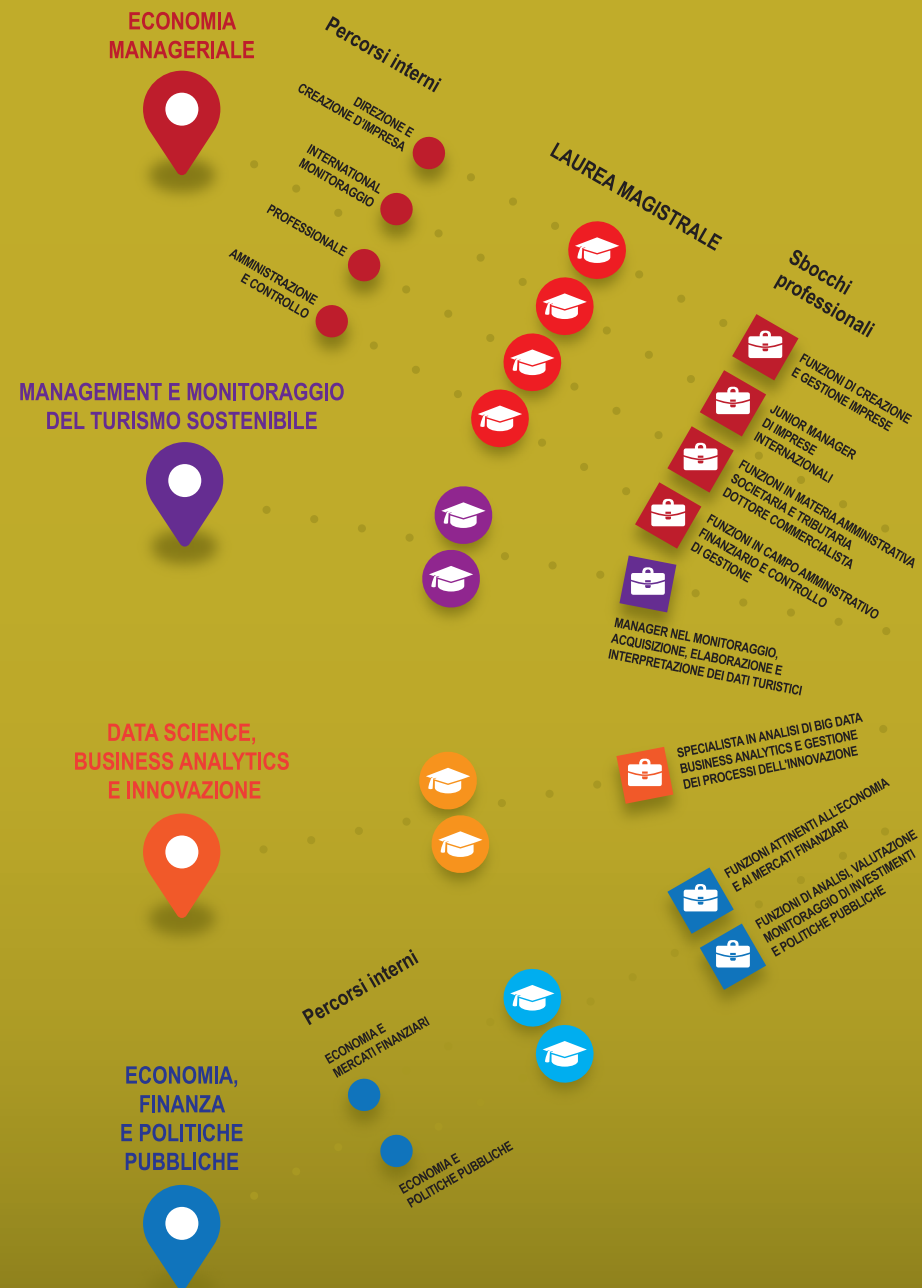 ECONOMIA
MANAGERIALE
Percorsi interni
DIREZIONE E
CREAZIONE D'IMPRESA
INTERNATIONAL
MONITORAGGIO
PROFESSIONALE
AMMINISTRAZIONE
E CONTROLLO
LAUREA MAGISTRALE
Sbocchi
professionali
FUNZIONI DI CREAZIONE
E GESTIONE IMPRESE
JUNIOR MANAGER
DI IMPRESE
INTERNAZIONALI
FUNZIONI IN MATERIA AMMINISTRATIVA
SOCIETARIA E TRIBUTARIA
DOTTORE COMMERCIALISTA
FUNZIONI IN CAMPO AMMINISTRATIVO
FINANZIARIO E CONTROLLO
DI GESTIONE
MANAGEMENT E MONITORAGGIO
DEL TURISMO SOSTENIBILE
MANAGER NEL MONITORAGGIO,
ACQUISIZIONE, ELABORAZIONE E
INTERPRETAZIONE DEI DATI TURISTICI
DATA SCIENCE,
BUSINESS ANALYTICS
E INNOVAZIONE
SPECIALISTA IN ANALISI DI BIG DATA
BUSINESS ANALYTICS E GESTIONE
DEI PROCESSI DELL'INNOVAZIONE
FUNZIONI ATTINENTI ALL'ECONOMIA
E AI MERCATI FINANZIARI
FUNZIONI DI ANALISI, VALUTAZIONE
MONITORAGGIO DI INVESTIMENTI
E POLITICHE PUBBLICHE
Percorsi interni
ECONOMIA E
MERCATI FINANZIARI
ECONOMIA E
POLITICHE PUBBLICHE
ECONOMIA,
FINANZA
E POLITICHE
PUBBLICHE